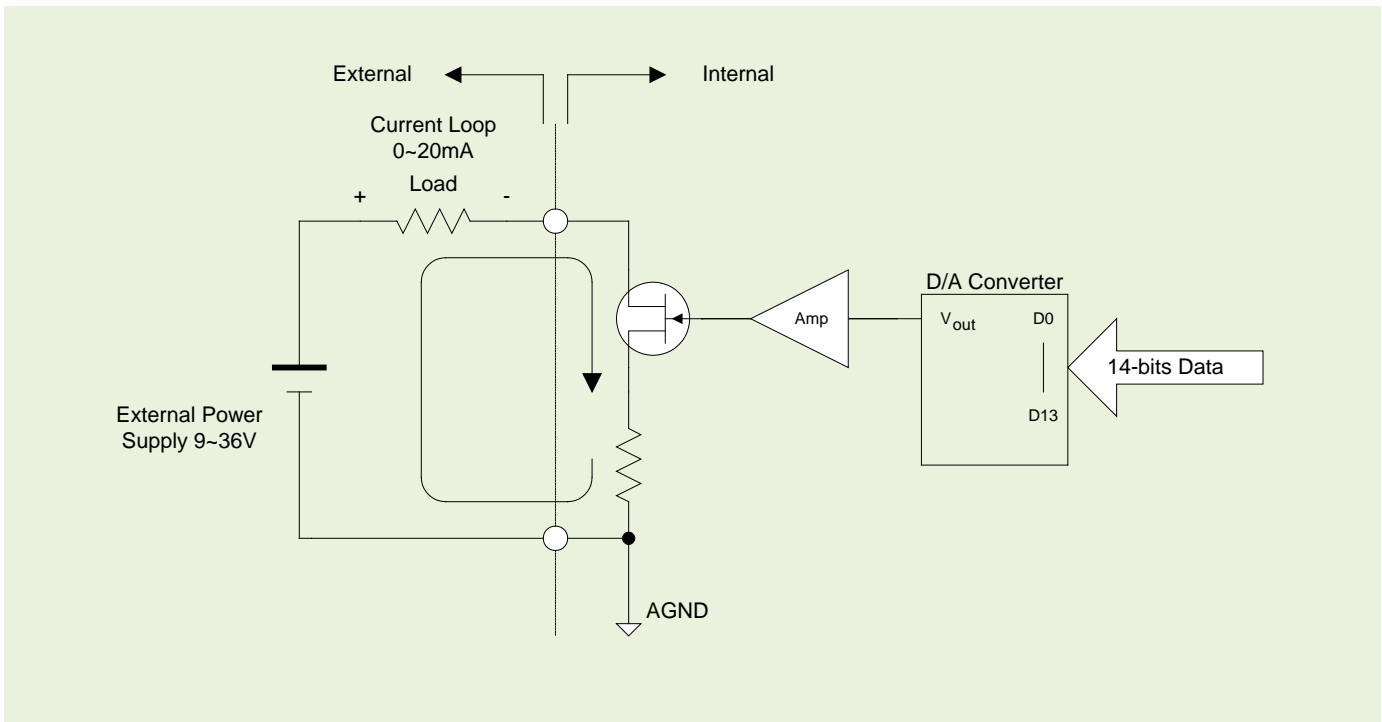 External
Internal
Current Loop
0~20mA
Load
+
-
D/A Converter
Vout
D0
Amp
14-bits Data
D13
External Power
Supply 9~36V
AGND